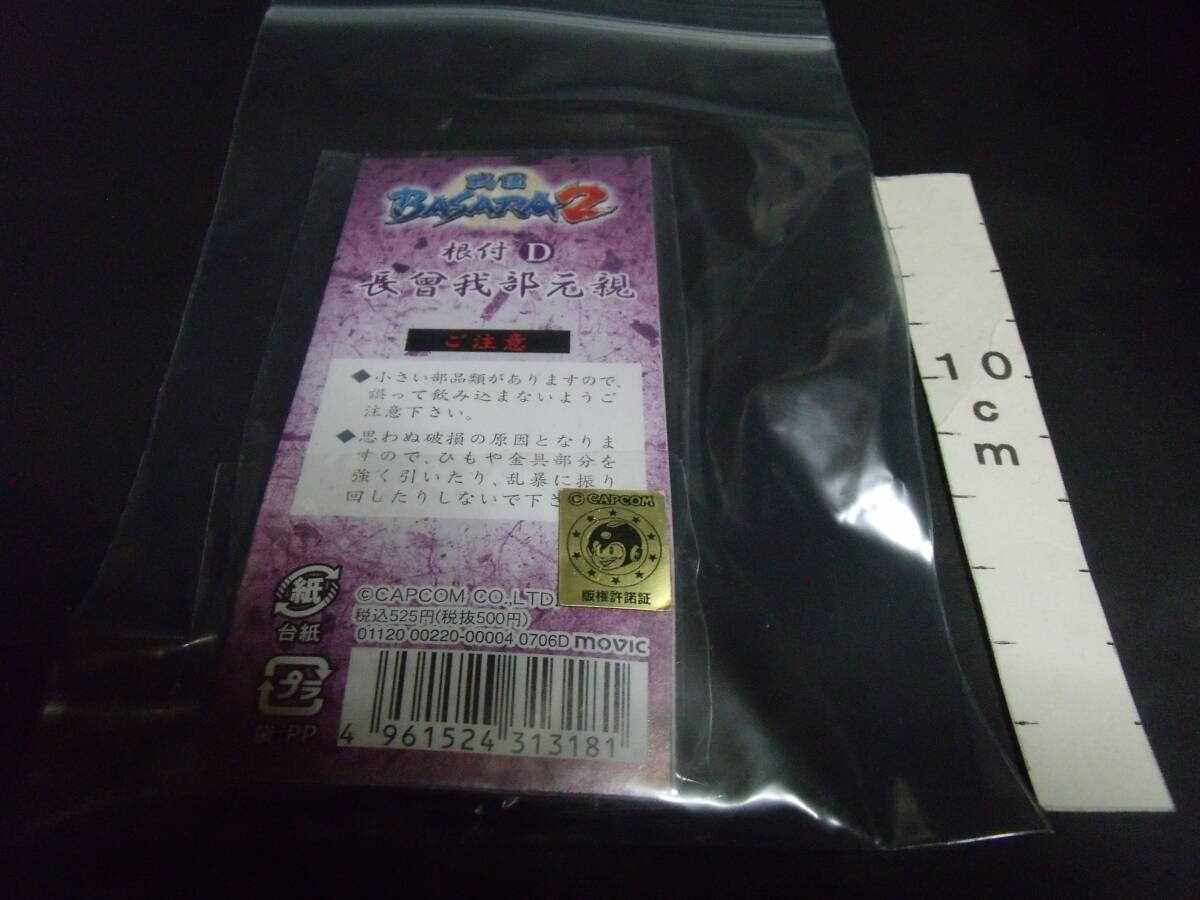 戦国
BASARA2
根付 D
長曾我部元親
ご注意
◆小さい部品類がありますので、
誤って飲み込まないようご
注意下さい。
◆思わぬ破損の原因となりま
すので、ひもや金具部分を
強く引いたり、乱暴に振り
回したりしないで下さ
©CAPCOM
版権許諾証
紙
台紙
©CAPCOM CO.,LTD.
税込525円(税抜500円)
01120 00220-00004 0706D movic
プラ
袋:PP
4 961524 313181
10
cm